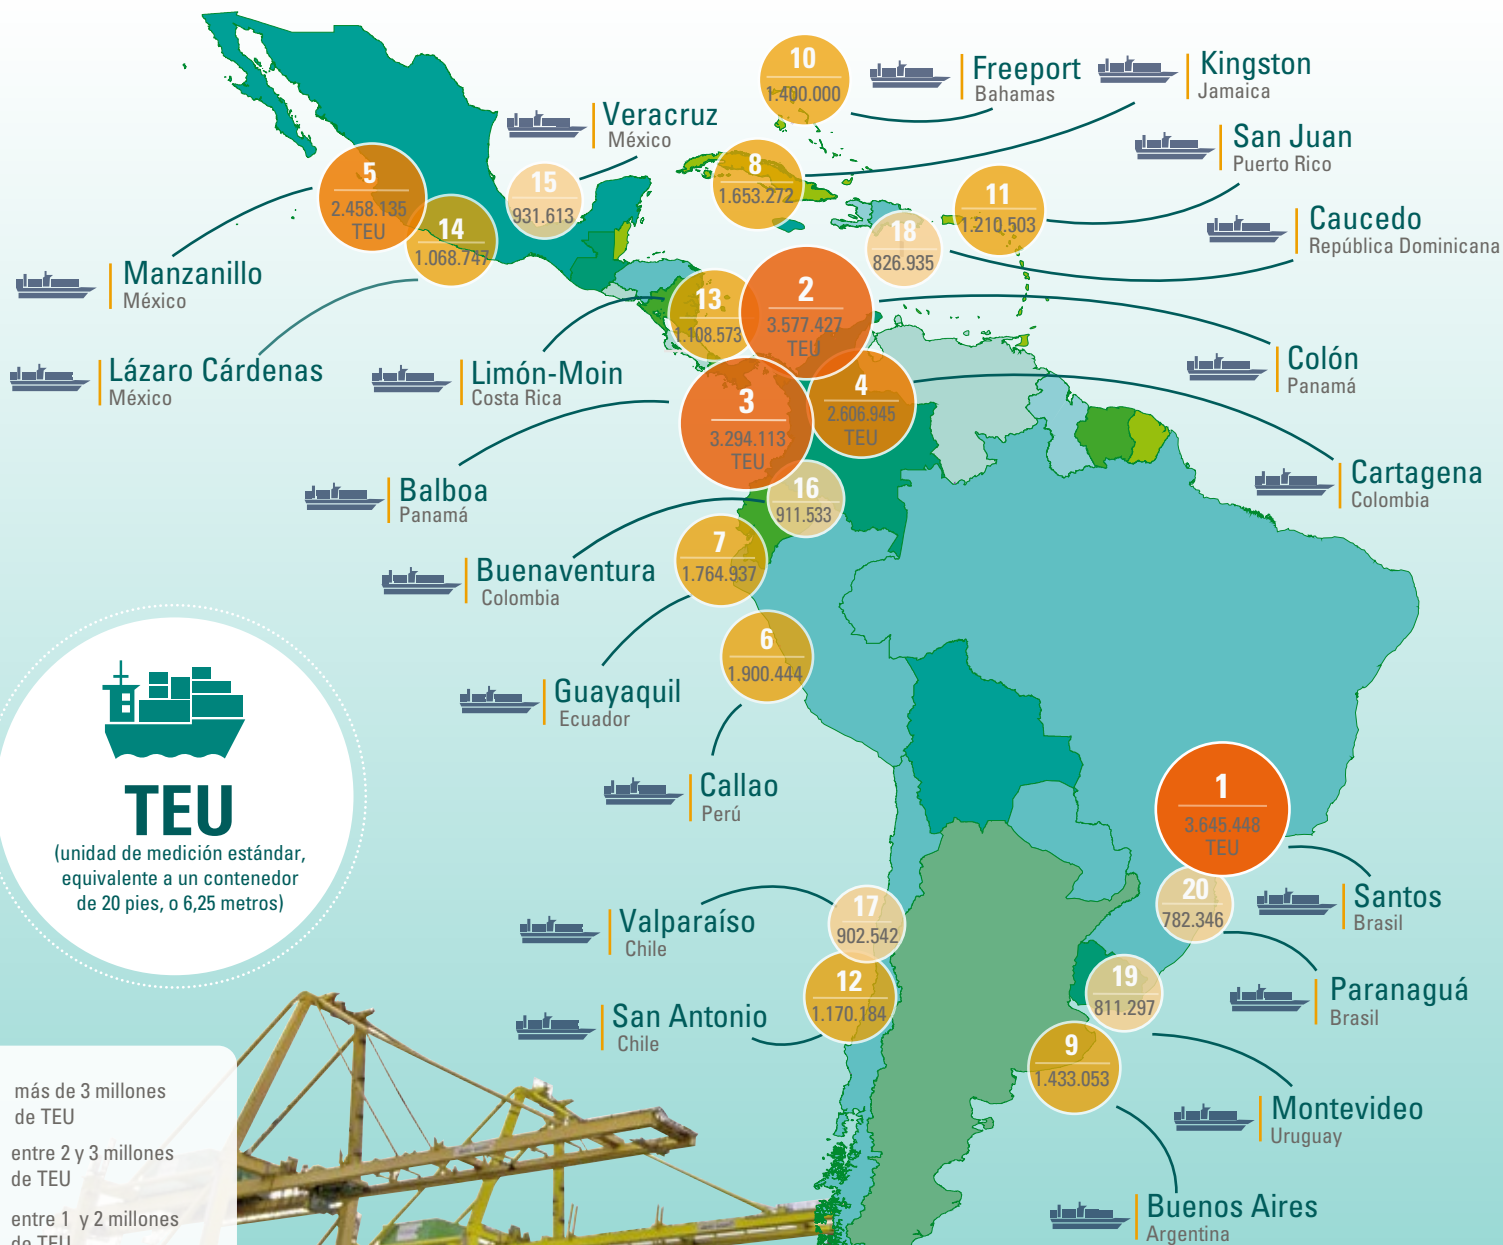 10
1.400.000
Freeport
Bahamas
Kingston
Jamaica
Veracruz
México
San Juan
Puerto Rico
5
2.458.135
TEU
15
931.613
8
1.653.272
11
1.210.503
14
1.068.747
18
826.935
Caucedo
República Dominicana
Manzanillo
México
13
1.108.573
2
3.577.427
TEU
Lázaro Cárdenas
México
Limón-Moin
Costa Rica
Colón
Panamá
3
3.294.113
TEU
4
2.606.945
TEU
Balboa
Panamá
Cartagena
Colombia
16
911.533
7
1.764.937
Buenaventura
Colombia
6
1.900.444
Guayaquil
Ecuador
Callao
Perú
TEU
(unidad de medición estándar,
equivalente a un contenedor
de 20 pies, o 6,25 metros)
1
3.645.448
TEU
20
782.346
Santos
Brasil
Valparaíso
Chile
17
902.542
12
1.170.184
San Antonio
Chile
19
811.297
Paranaguá
Brasil
9
1.433.053
Montevideo
Uruguay
Buenos Aires
Argentina
más de 3 millones
de TEU
entre 2 y 3 millones
de TEU
entre 1 y 2 millones
de TEU